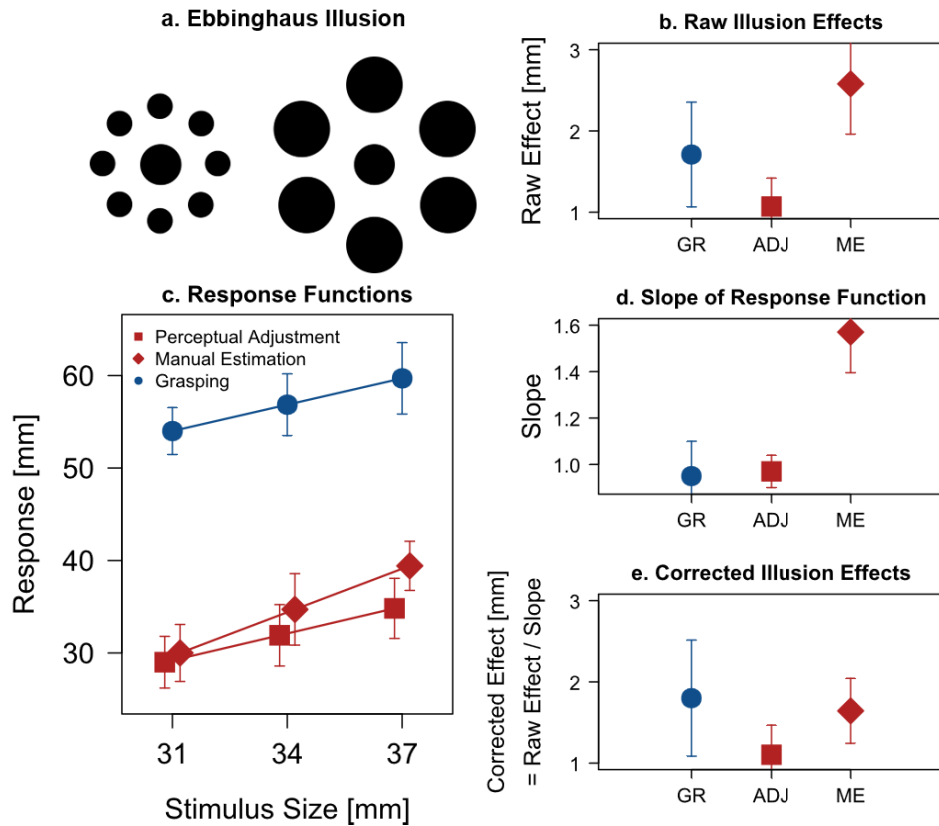 a. Ebbinghaus Illusion
b. Raw Illusion Effects
Raw Effect [mm]
3
2
1
GR ADJ ME
c. Response Functions
Perceptual Adjustment
Manual Estimation
Grasping
Response [mm]
60
50
40
30
31 34 37
Stimulus Size [mm]
d. Slope of Response Function
Slope
1.6
1.4
1.2
1.0
GR ADJ ME
e. Corrected Illusion Effects
Corrected Effect [mm]
= Raw Effect / Slope
3
2
1
GR ADJ ME